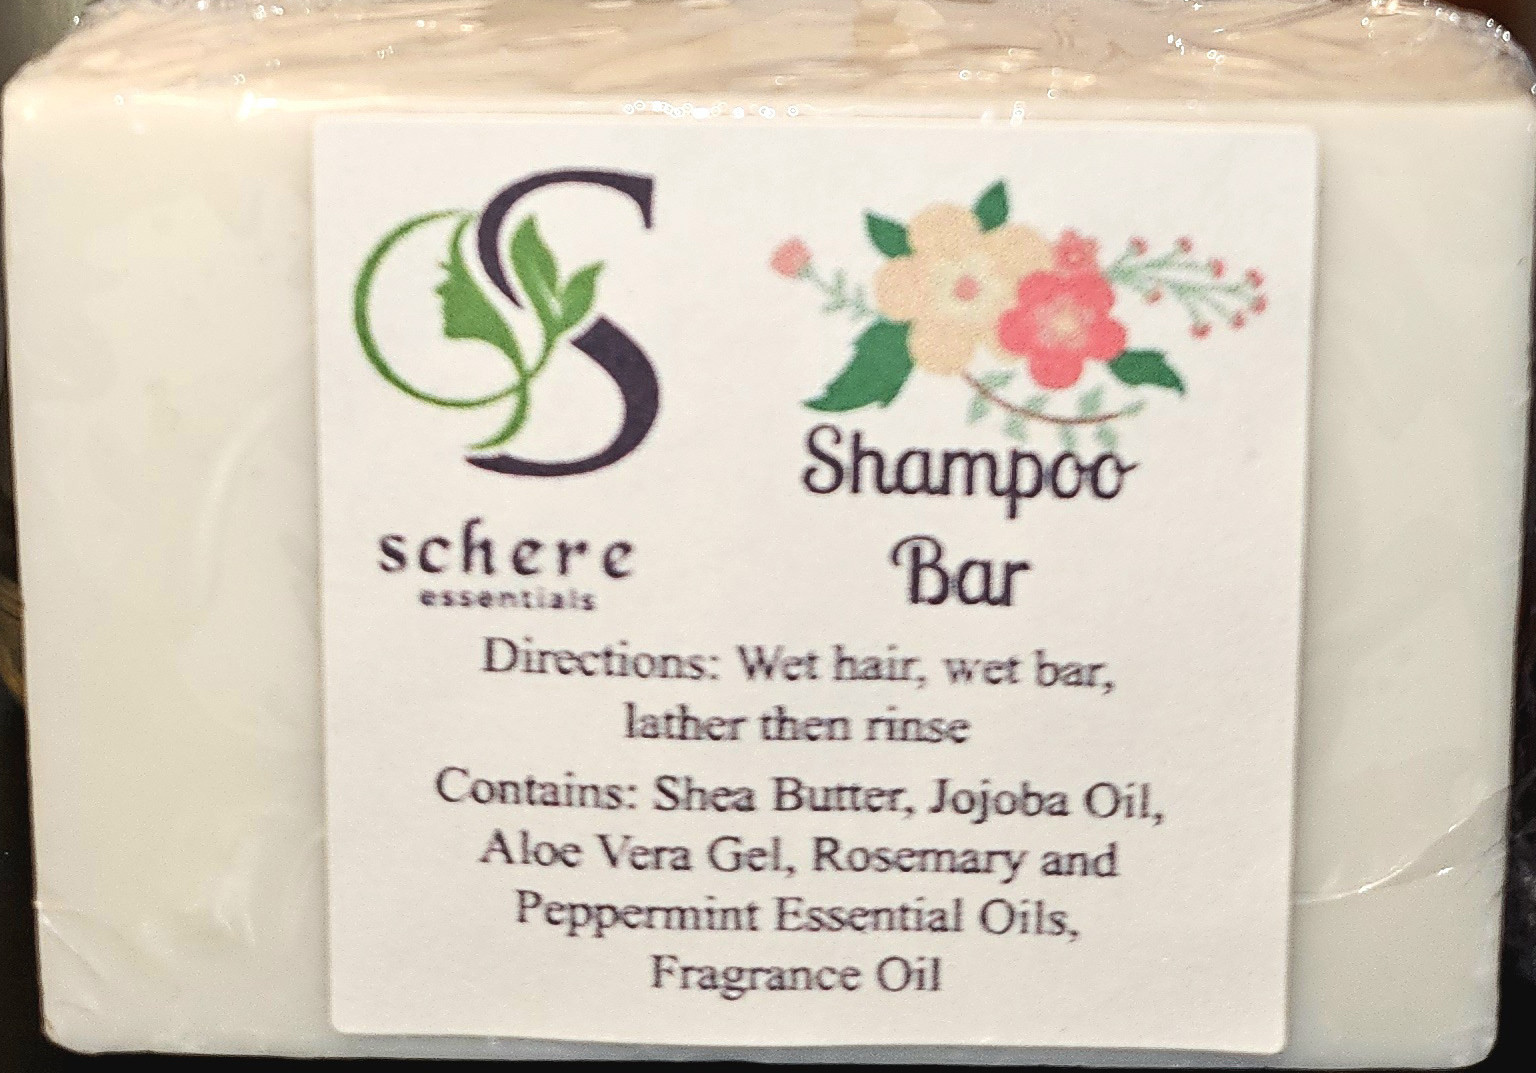 schere
essentials
Shampoo
Bar
Directions: Wet hair, wet bar,
lather then rinse
Contains: Shea Butter, Jojoba Oil,
Aloe Vera Gel, Rosemary and
Peppermint Essential Oils,
Fragrance Oil